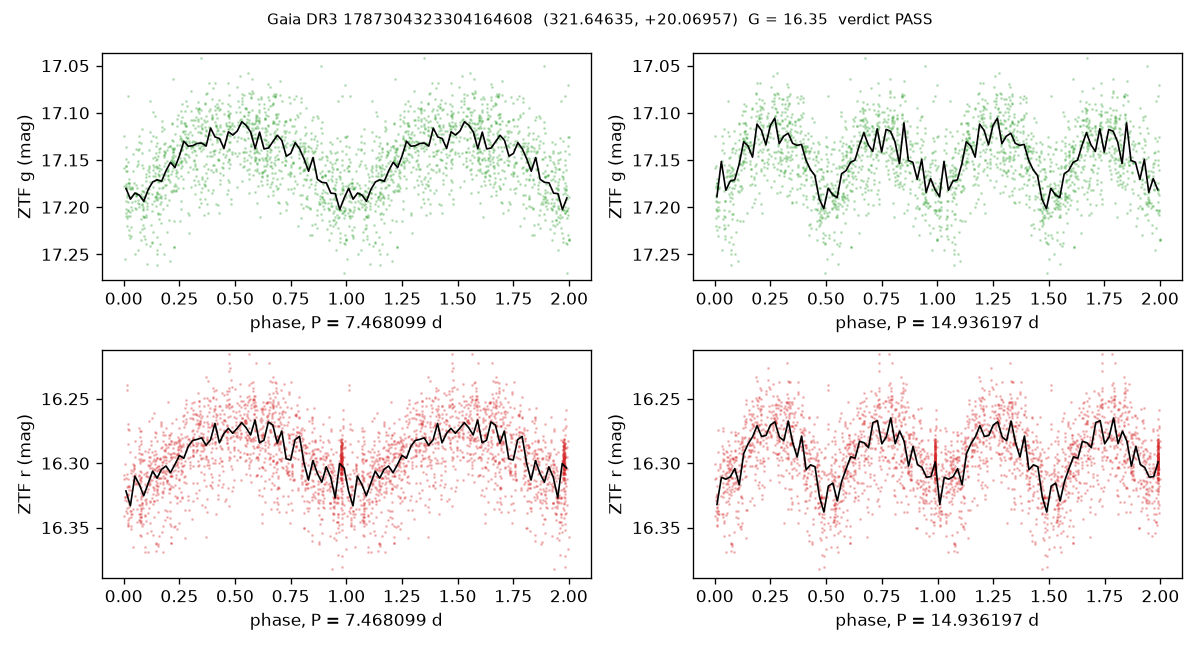 Gaia DR3 1787304323304164608  (321.64635, +20.06957)  G = 16.35  verdict PASS
17.05
17.10
17.15
17.20
17.25
ZTF g (mag)
0.00 0.25 0.50 0.75 1.00 1.25 1.50 1.75 2.00
phase, P = 7.468099 d
17.05
17.10
17.15
17.20
17.25
ZTF g (mag)
0.00 0.25 0.50 0.75 1.00 1.25 1.50 1.75 2.00
phase, P = 14.936197 d
16.25
16.30
16.35
ZTF r (mag)
0.00 0.25 0.50 0.75 1.00 1.25 1.50 1.75 2.00
phase, P = 7.468099 d
16.25
16.30
16.35
ZTF r (mag)
0.00 0.25 0.50 0.75 1.00 1.25 1.50 1.75 2.00
phase, P = 14.936197 d